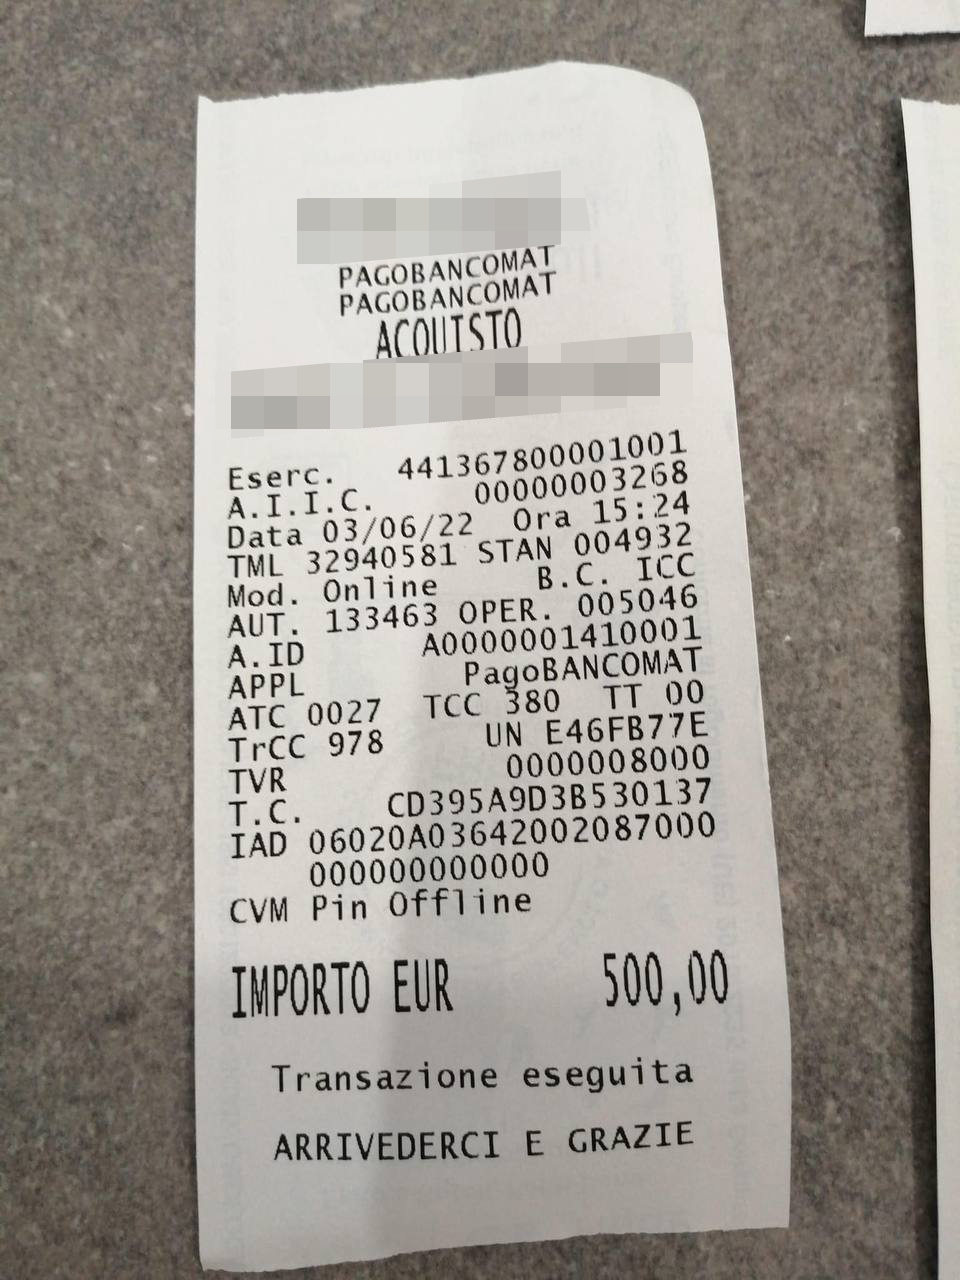 PAGOBANCOMAT
PAGOBANCOMAT
ACQUISTO
Eserc. 441367800001001
A.I.I.C. 00000003268
Data 03/06/22 Ora 15:24
TML 32940581 STAN 004932
Mod. Online B.C. ICC
AUT. 133463 OPER. 005046
A.ID A0000001410001
APPL PagoBANCOMAT
ATC 0027 TCC 380 TT 00
TrCC 978 UN E46FB77E
TVR 0000008000
T.C. CD395A9D3B530137
IAD 06020A03642002087000
000000000000
CVM Pin Offline
IMPORTO EUR 500,00
Transazione eseguita
ARRIVEDERCI E GRAZIE